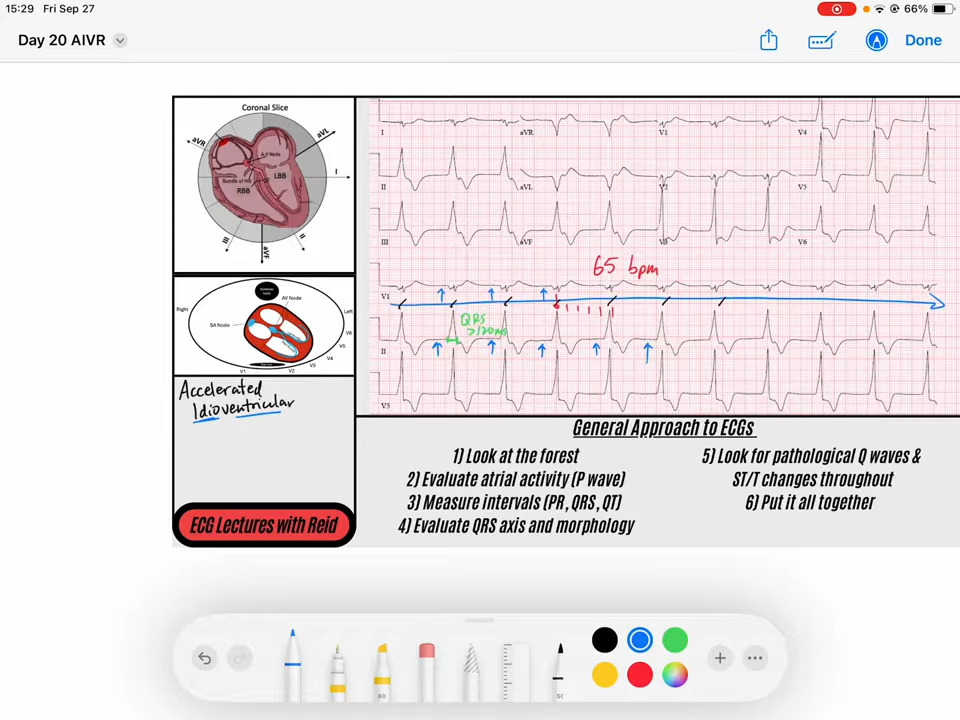 15:29 Fri Sep 27
66%
Day 20 AIVR
Done
Coronal Slice
aVR
aVL
A.V Node
Bundle of His
LBB
RBB
I
III
aVF
II
Right
AV Node
SA Node
Left
V6
V5
V4
V3
V2
V1
Accelerated
Idioventricular
ECG Lectures with Reid
I
aVR
V1
V4
II
aVL
V2
V5
III
aVF
V3
V6
65 bpm
V1
QRS
>120ms
II
V5
General Approach to ECGs
1) Look at the forest
2) Evaluate atrial activity (P wave)
3) Measure intervals (PR, QRS, QT)
4) Evaluate QRS axis and morphology
5) Look for pathological Q waves &
ST/T changes throughout
6) Put it all together
80